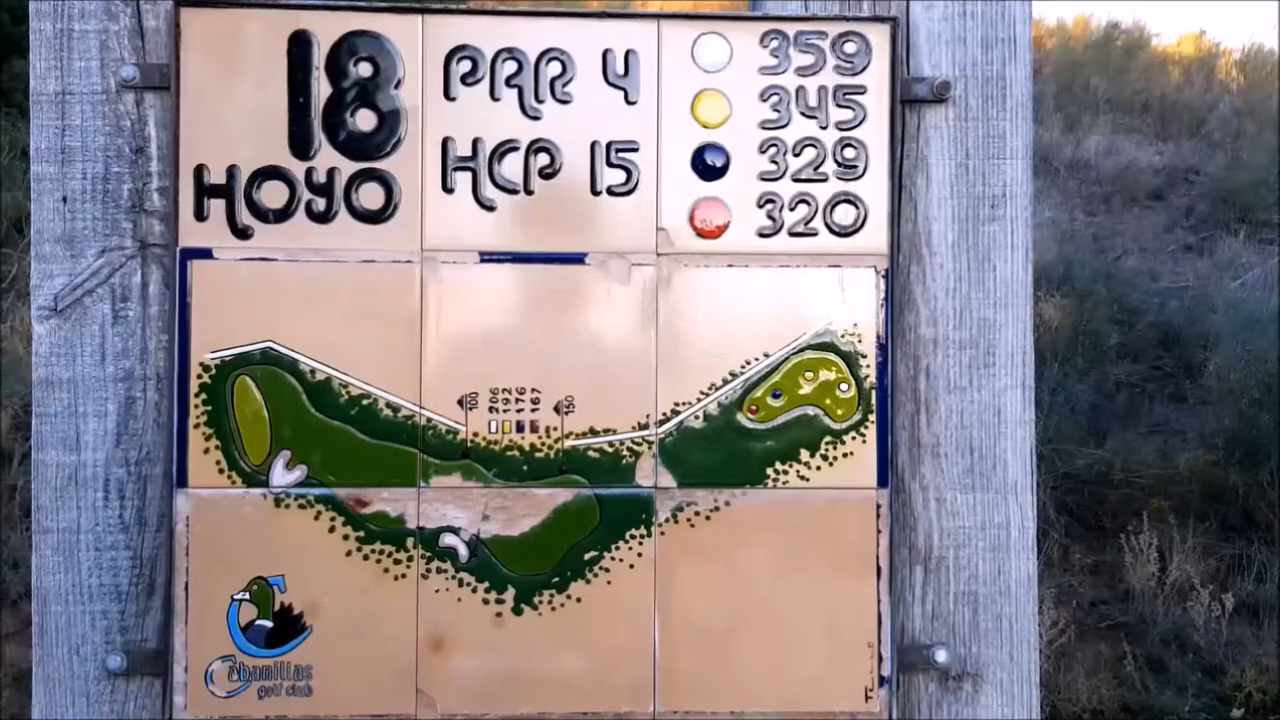 18
HOYO
PAR 4
HCP 15
359
345
329
320
100
206
192
176
167
150
Cabanillas
golf club